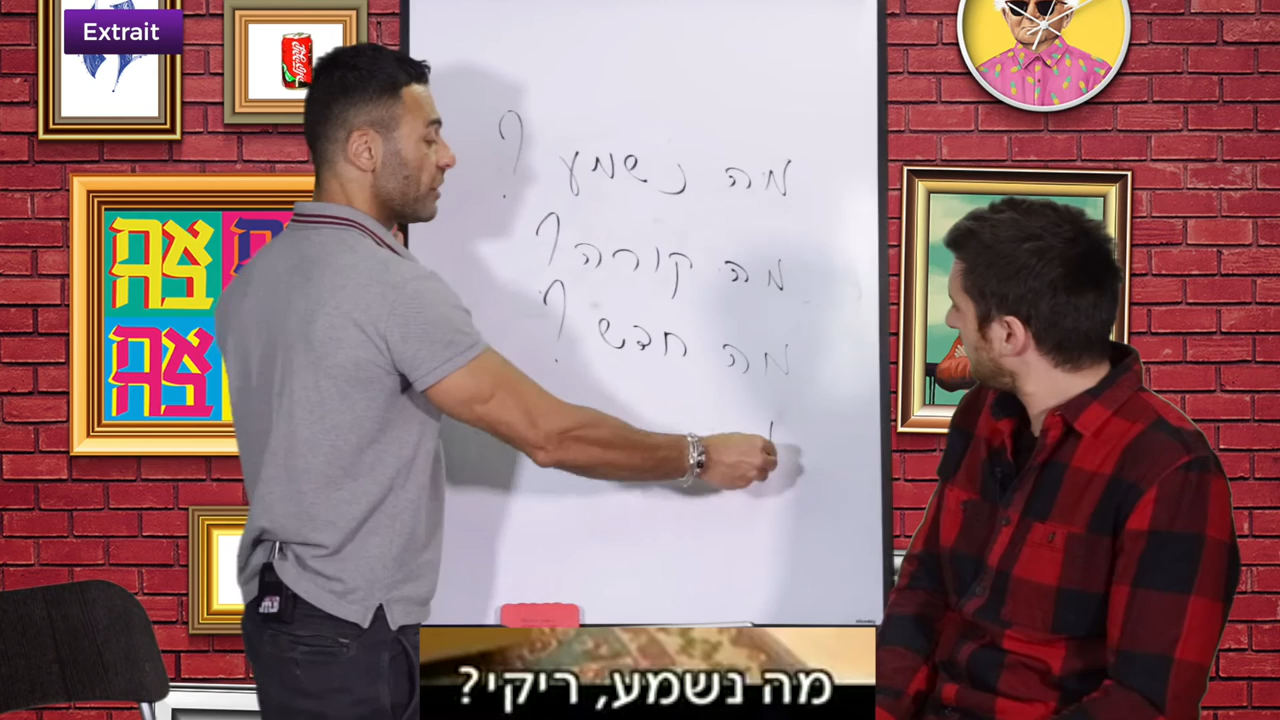 Extrait
מה נשמע ?
מה קורה ?
מה חדש ?
מה נשמע, ריקי?